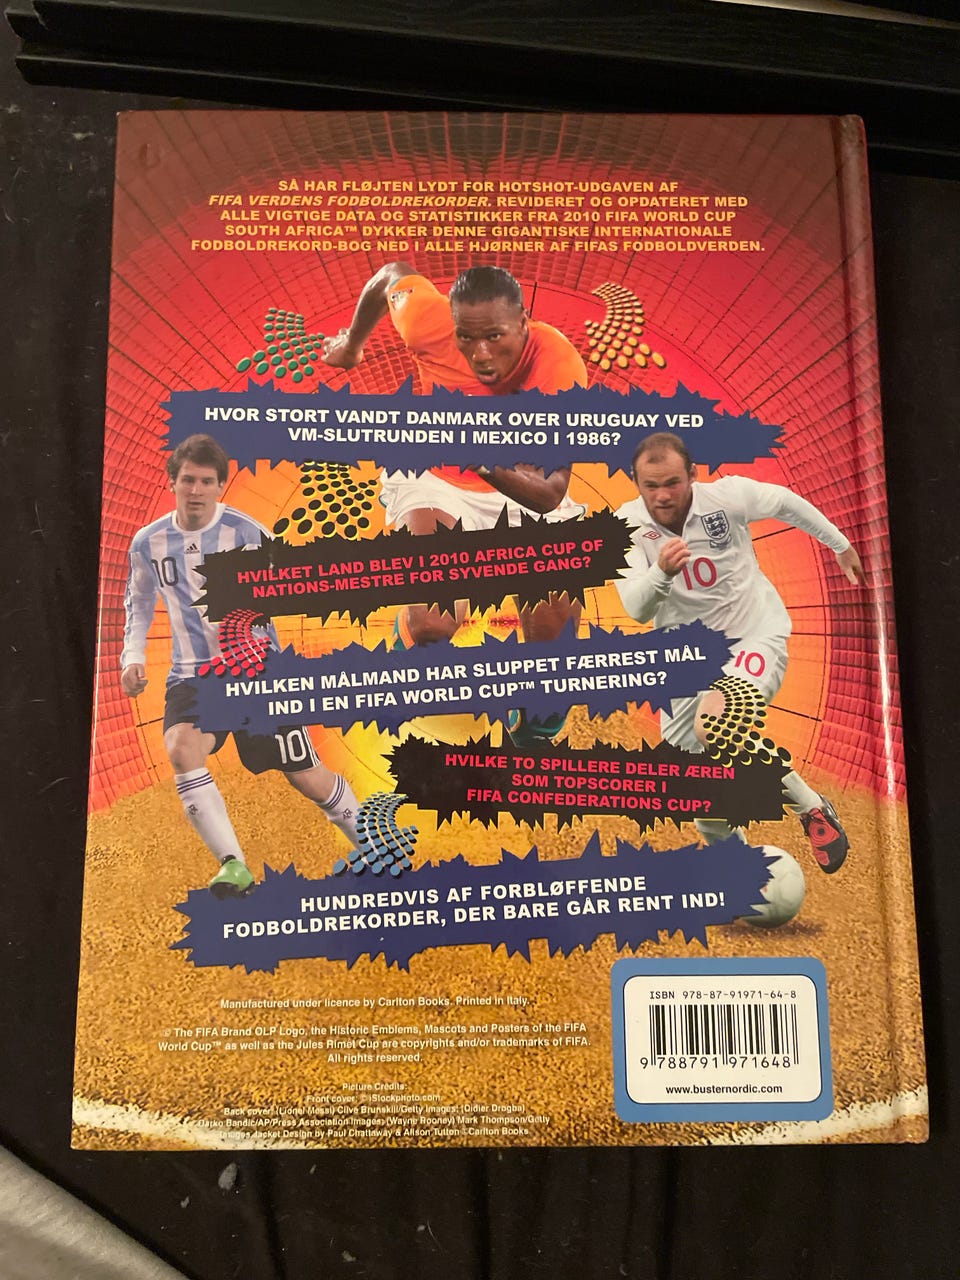 SÅ HAR FLØJTEN LYDT FOR HOTSHOT-UDGAVEN AF
FIFA VERDENS FODBOLDREKORDER. REVIDERET OG OPDATERET MED
ALLE VIGTIGE DATA OG STATISTIKKER FRA 2010 FIFA WORLD CUP
SOUTH AFRICA™ DYKKER DENNE GIGANTISKE INTERNATIONALE
FODBOLDREKORD-BOG NED I ALLE HJØRNER AF FIFAS FODBOLDVERDEN.
HVOR STORT VANDT DANMARK OVER URUGUAY VED
VM-SLUTRUNDEN I MEXICO I 1986?
10
10
HVILKET LAND BLEV I 2010 AFRICA CUP OF
NATIONS-MESTRE FOR SYVENDE GANG?
10
HVILKEN MÅLMAND HAR SLUPPET FÆRREST MÅL
IND I EN FIFA WORLD CUP™ TURNERING?
10
HVILKE TO SPILLERE DELER ÆREN
SOM TOPSCORER I
FIFA CONFEDERATIONS CUP?
HUNDREDVIS AF FORBLØFFENDE
FODBOLDREKORDER, DER BARE GÅR RENT IND!
Manufactured under licence by Carlton Books. Printed in Italy.
© The FIFA Brand OLP Logo, the Historic Emblems, Mascots and Posters of the FIFA
World Cup™ as well as the Jules Rimet Cup are copyrights and/or trademarks of FIFA.
All rights reserved.
Picture Credits:
Front cover: © iStockphoto.com
Back cover: (Lionel Messi) Clive Brunskill/Getty Images; (Didier Drogba)
Darko Bandic/AP/Press Association Images; (Wayne Rooney) Mark Thompson/Getty
Images Jacket Design by Paul Chattaway & Alison Tutton ©Carlton Books
ISBN 978-87-91971-64-8
9 788791 971648
www.busternordic.com